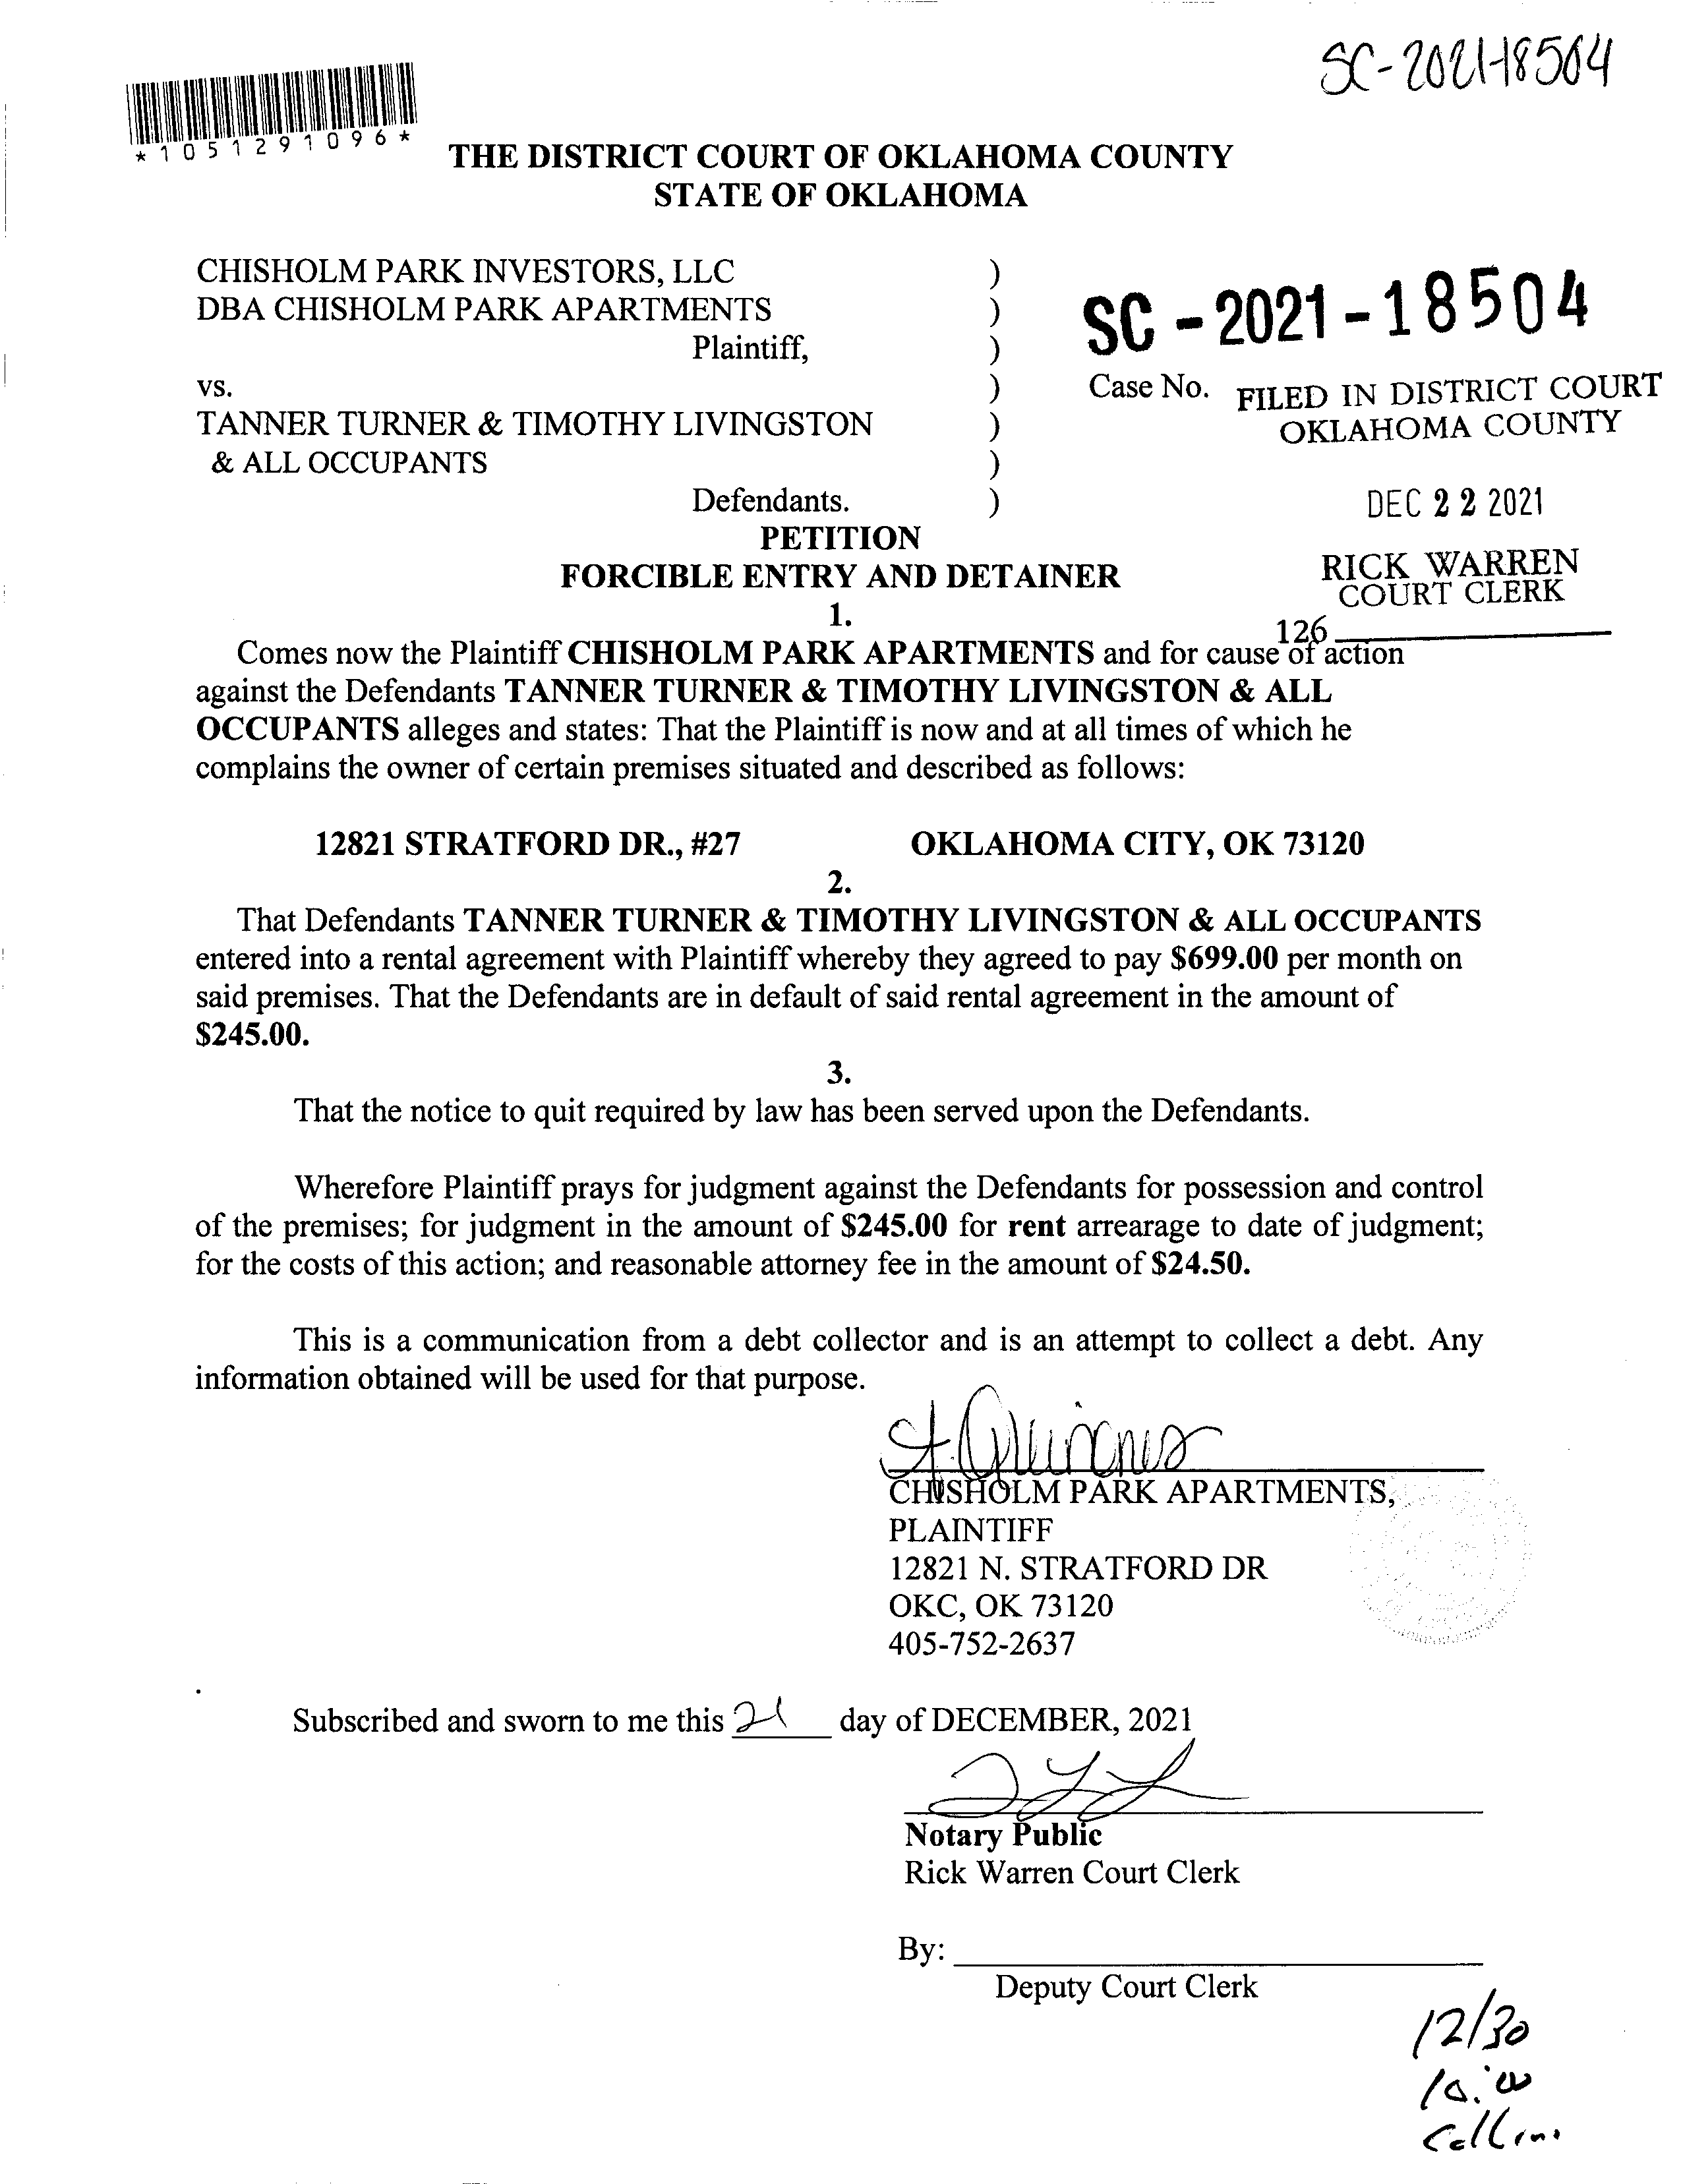 SC-2021-18504
*1051291096*
THE DISTRICT COURT OF OKLAHOMA COUNTY
STATE OF OKLAHOMA
CHISHOLM PARK INVESTORS, LLC )
DBA CHISHOLM PARK APARTMENTS )
Plaintiff, )
SC-2021-18504
vs. )
Case No.
FILED IN DISTRICT COURT
OKLAHOMA COUNTY
TANNER TURNER & TIMOTHY LIVINGSTON )
& ALL OCCUPANTS )
Defendants. )
DEC 22 2021
PETITION
FORCIBLE ENTRY AND DETAINER
RICK WARREN
COURT CLERK
126
1.
Comes now the Plaintiff CHISHOLM PARK APARTMENTS and for cause of action
against the Defendants TANNER TURNER & TIMOTHY LIVINGSTON & ALL
OCCUPANTS alleges and states: That the Plaintiff is now and at all times of which he
complains the owner of certain premises situated and described as follows:
12821 STRATFORD DR., #27 OKLAHOMA CITY, OK 73120
2.
That Defendants TANNER TURNER & TIMOTHY LIVINGSTON & ALL OCCUPANTS
entered into a rental agreement with Plaintiff whereby they agreed to pay $699.00 per month on
said premises. That the Defendants are in default of said rental agreement in the amount of
$245.00.
3.
That the notice to quit required by law has been served upon the Defendants.
Wherefore Plaintiff prays for judgment against the Defendants for possession and control
of the premises; for judgment in the amount of $245.00 for rent arrearage to date of judgment;
for the costs of this action; and reasonable attorney fee in the amount of $24.50.
This is a communication from a debt collector and is an attempt to collect a debt. Any
information obtained will be used for that purpose.
CHISHOLM PARK APARTMENTS,
PLAINTIFF
12821 N. STRATFORD DR
OKC, OK 73120
405-752-2637
Subscribed and sworn to me this 21 day of DECEMBER, 2021
Notary Public
Rick Warren Court Clerk
By:
Deputy Court Clerk
12/30
Collins